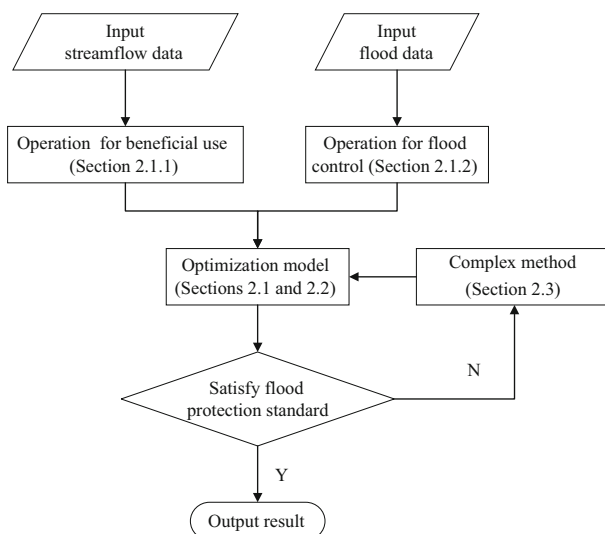 Input
streamflow data
Input
flood data
Operation for beneficial use
(Section 2.1.1)
Operation for flood
control (Section 2.1.2)
Optimization model
(Sections 2.1 and 2.2)
Complex method
(Section 2.3)
Satisfy flood
protection standard
N
Y
Output result